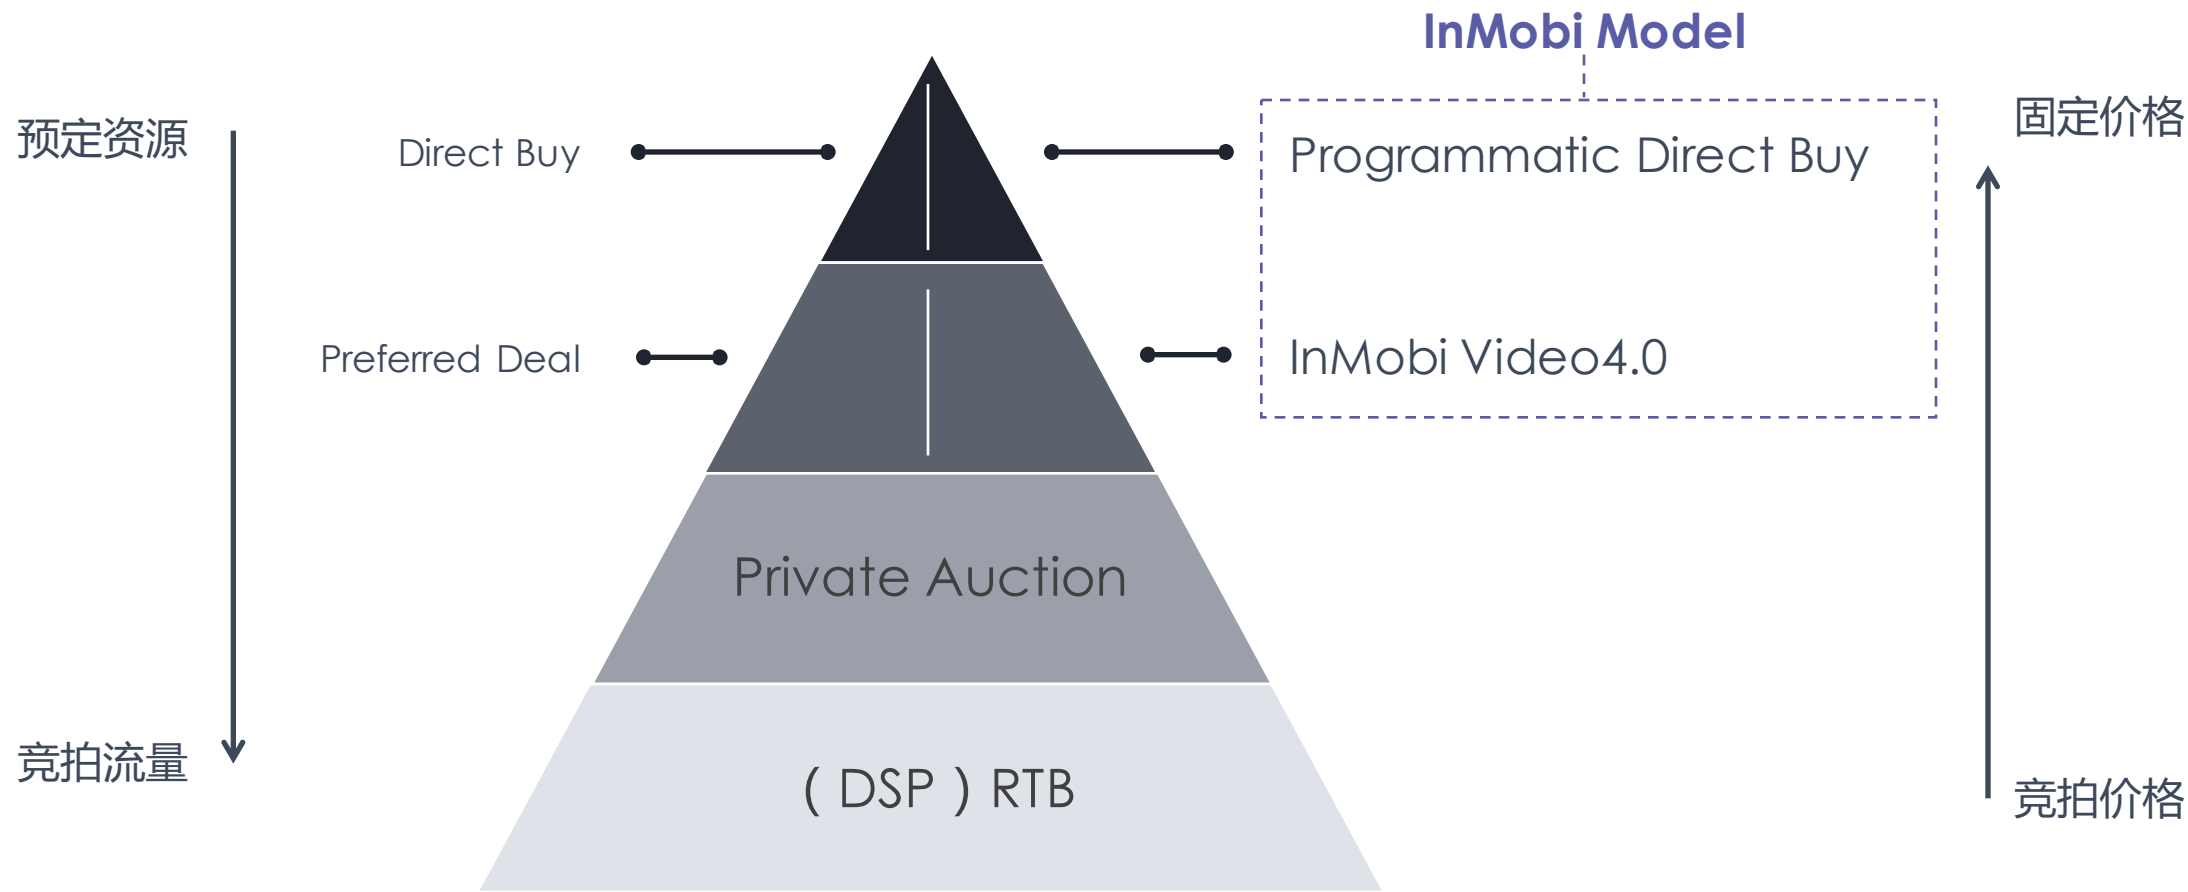 InMobi Model
预定资源
固定价格
Direct Buy
Programmatic Direct Buy
Preferred Deal
InMobi Video4.0
Private Auction
竞拍流量
( DSP ) RTB
竞拍价格